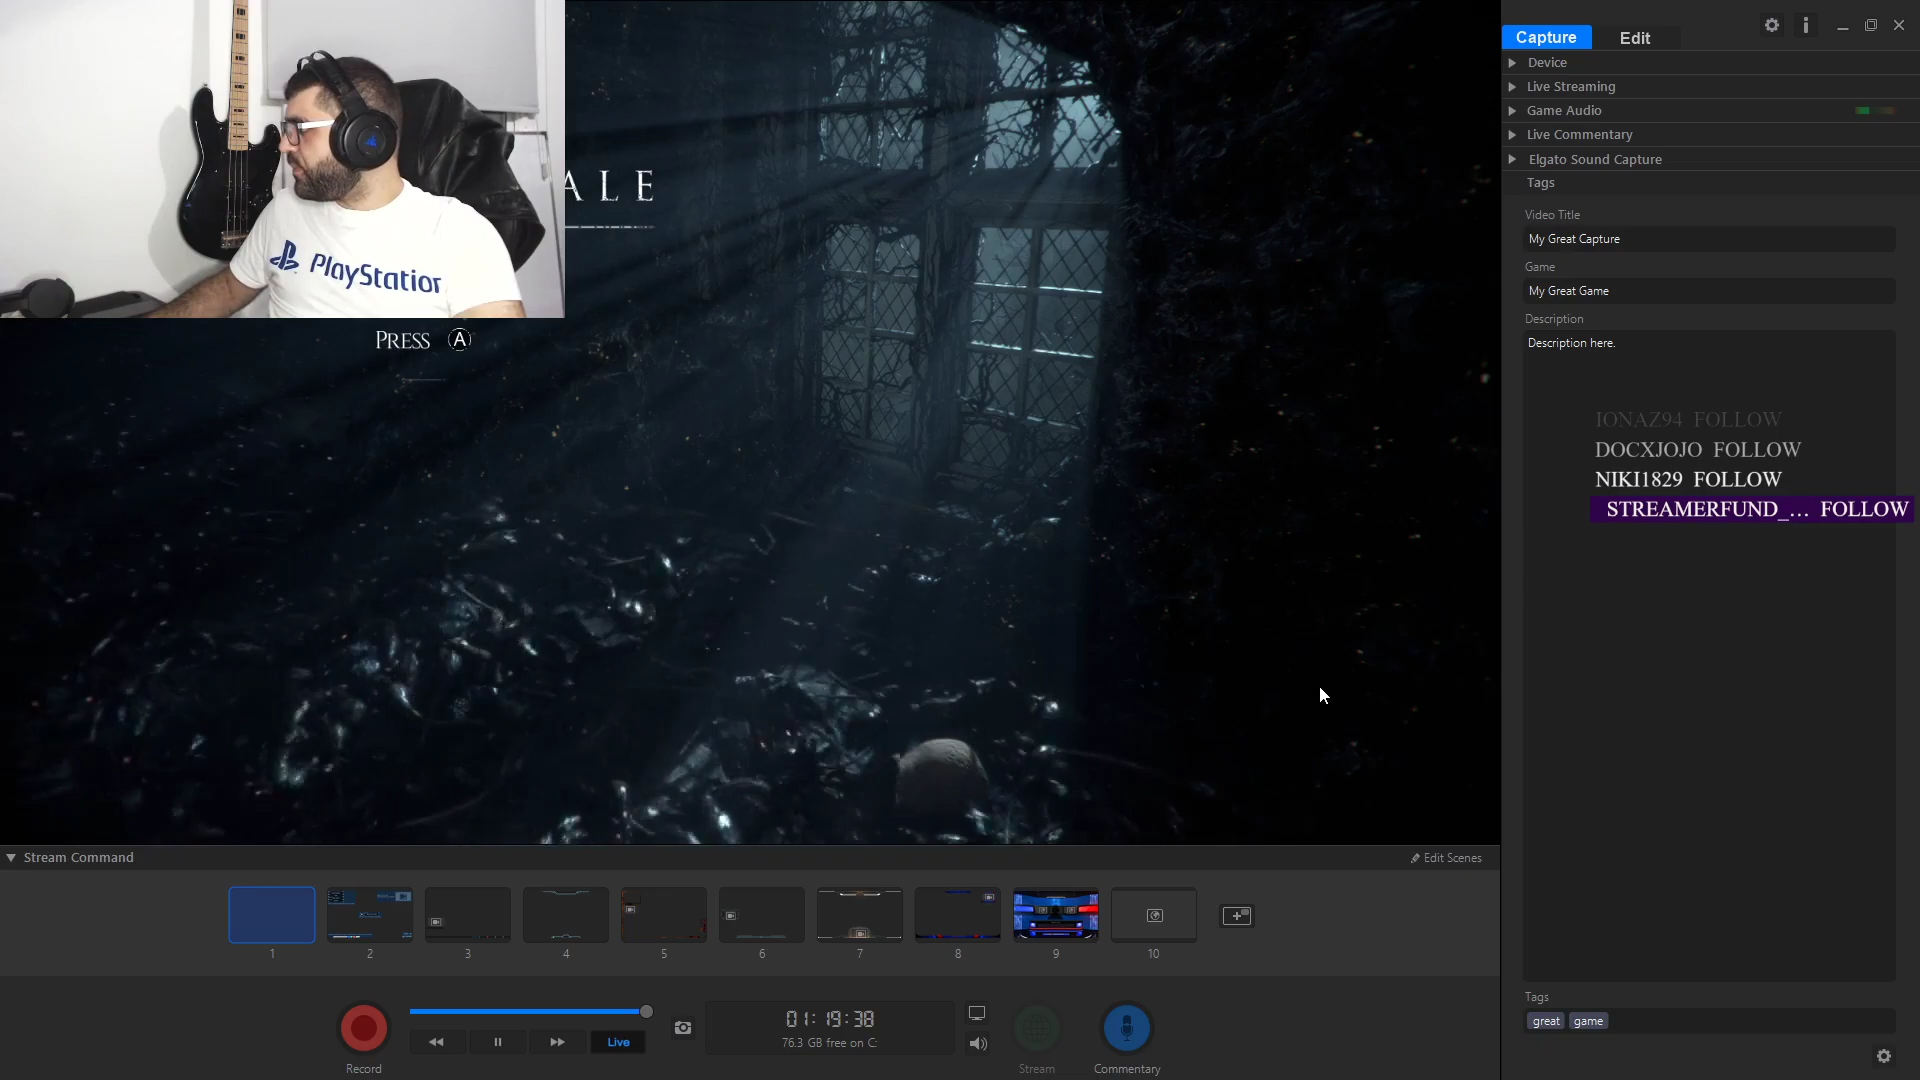 PlayStation
ALE
PRESS A
Capture
Edit
Device
Live Streaming
Game Audio
Live Commentary
Elgato Sound Capture
Tags
Video Title
My Great Capture
Game
My Great Game
Description
Description here.
IONAZ94 FOLLOW
DOCXJOJO FOLLOW
NIKI1829 FOLLOW
STREAMERFUND_... FOLLOW
Tags
great game
Stream Command
Edit Scenes
1 2 3 4 5 6 7 8 9 10
Live
01:19:38
76.3 GB free on C:
Record
Stream
Commentary